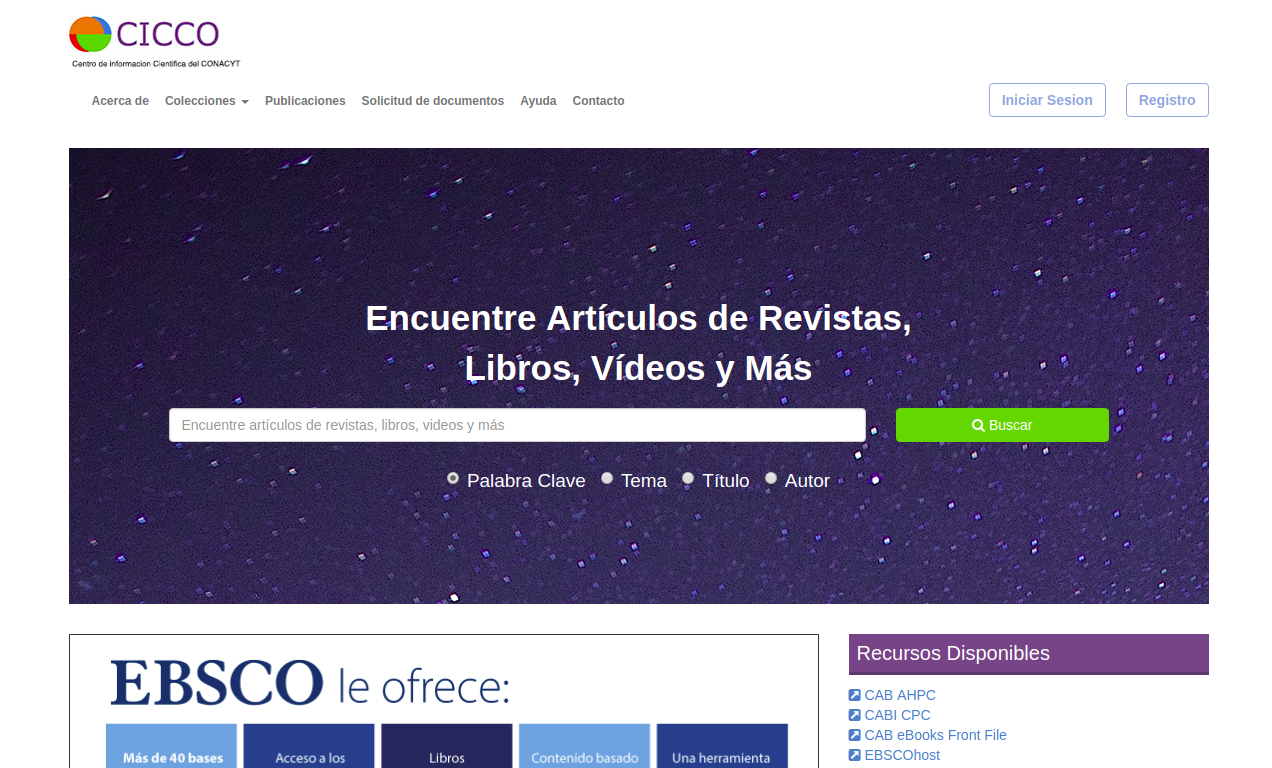 CICCO
Centro de informacion Cientifica del CONACYT
Acerca de Colecciones Publicaciones Solicitud de documentos Ayuda Contacto Iniciar Sesion Registro
Encuentre Artículos de Revistas,
Libros, Vídeos y Más
Encuentre artículos de revistas, libros, videos y más Buscar
Palabra Clave Tema Título Autor
EBSCO le ofrece:
Más de 40 bases Acceso a los Libros Contenido basado Una herramienta
Recursos Disponibles
CAB AHPC
CABI CPC
CAB eBooks Front File
EBSCOhost